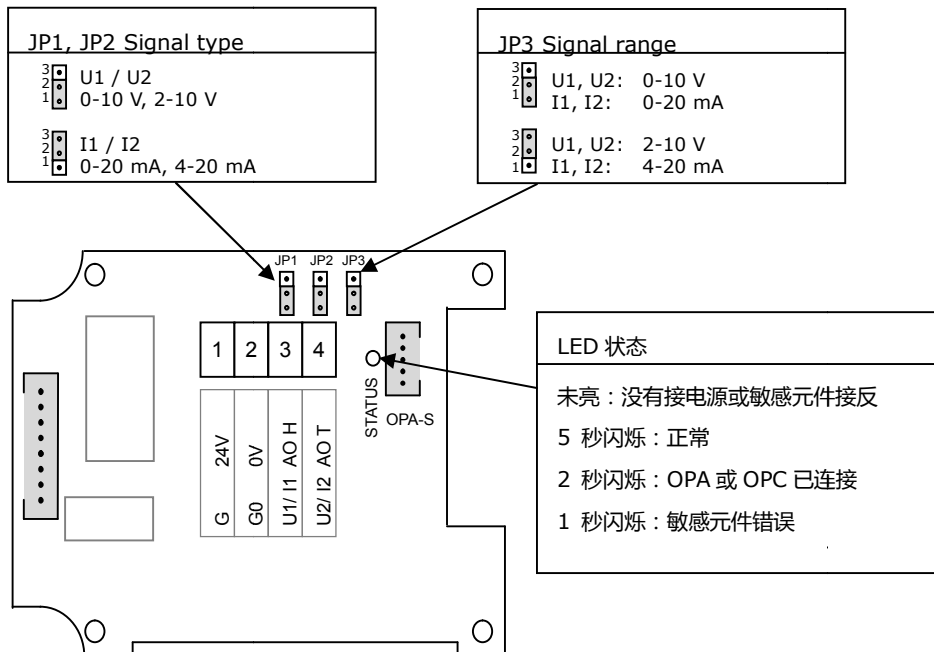 JP1, JP2 Signal type
3
2
1
U1 / U2
0-10 V, 2-10 V
3
2
1
I1 / I2
0-20 mA, 4-20 mA
JP3 Signal range
3
2
1
U1, U2: 0-10 V
I1, I2: 0-20 mA
3
2
1
U1, U2: 2-10 V
I1, I2: 4-20 mA
JP1 JP2 JP3
1 2 3 4
G 24V
G0 0V
U1/ I1 AO H
U2/ I2 AO T
STATUS
OPA-S
LED 状态
未亮：没有接电源或敏感元件接反
5 秒闪烁：正常
2 秒闪烁：OPA 或 OPC 已连接
1 秒闪烁：敏感元件错误